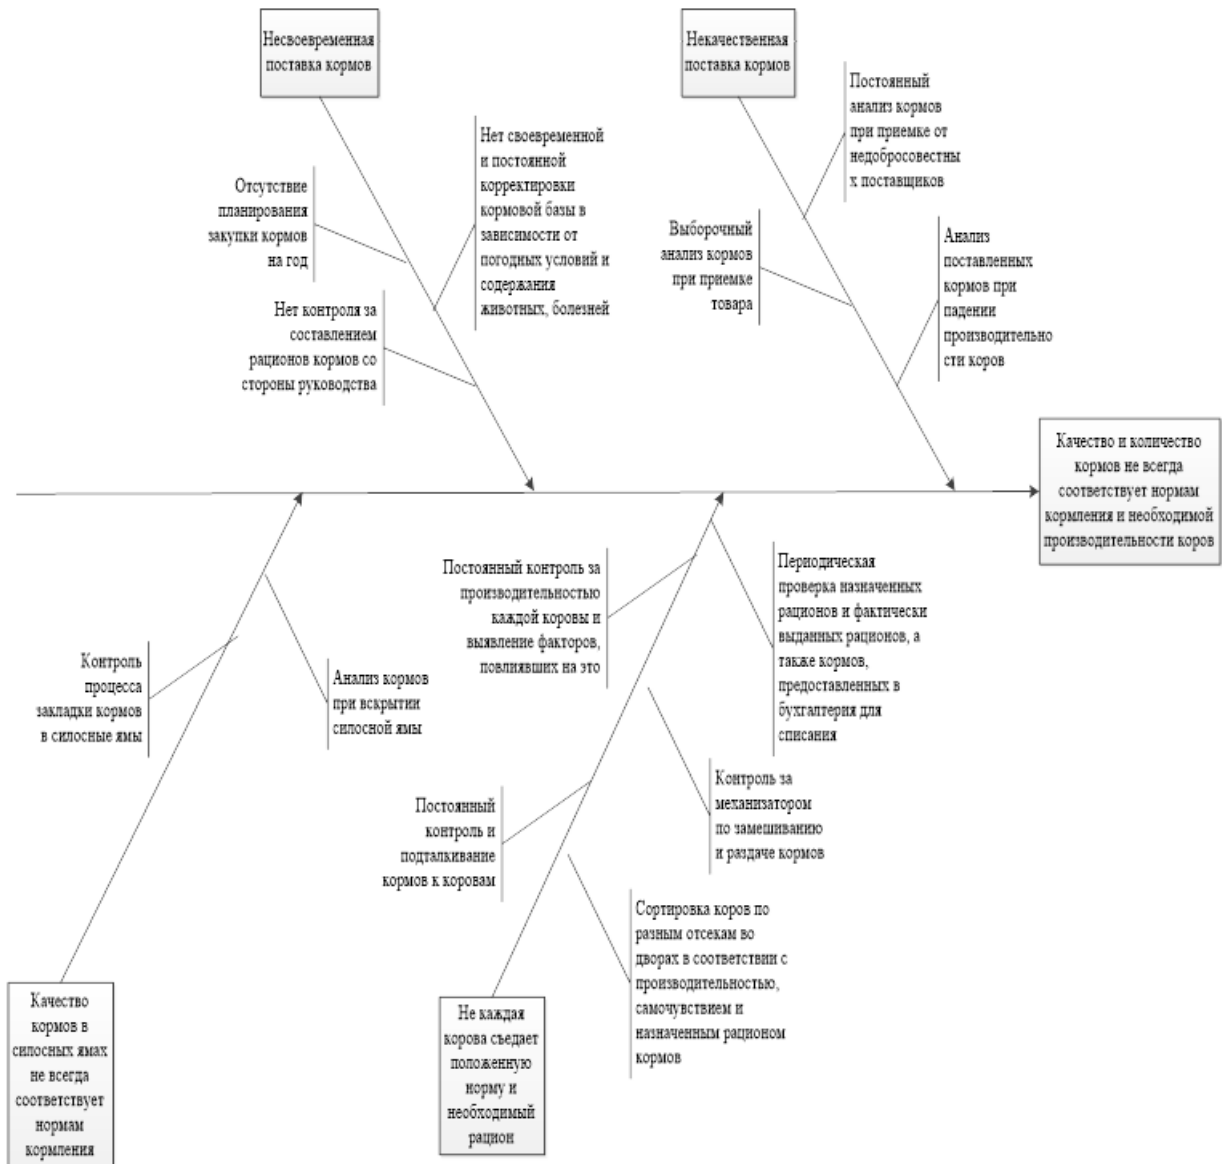 Несвоевременная
поставка кормов
Некачественная
поставка кормов
Постоянный
анализ кормов
при приемке от
недобросовестны
х поставщиков
Нет своевременной
и постоянной
корректировки
кормовой базы в
зависимости от
погодных условий и
содержания
животных, болезней
Отсутствие
планирования
закупки кормов
на год
Выборочный
анализ кормов
при приемке
товара
Анализ
поставленных
кормов при
падении
производительно
сти коров
Нет контроля за
составлением
рационов кормов со
стороны руководства
Качество и количество
кормов не всегда
соответствует нормам
кормления и необходимой
производительности коров
Постоянный контроль за
производительностью
каждой коровы и
выявление факторов,
повлиявших на это
Периодическая
проверка назначенных
рационов и фактически
выданных рационов, а
также кормов,
предоставленных в
бухгалтерия для
списания
Контроль
процесса
закладки кормов
в силосные ямы
Анализ кормов
при вскрытии
силосной ямы
Контроль за
механизатором
по замешиванию
и раздаче кормов
Постоянный
контроль и
подталкивание
кормов к коровам
Сортировка коров по
разным отсекам во
дворах в соответствии с
производительностью,
самочувствием и
назначенным рационом
кормов
Качество
кормов в
силосных ямах
не всегда
соответствует
нормам
кормления
Не каждая
корова съедает
положенную
норму и
необходимый
рацион